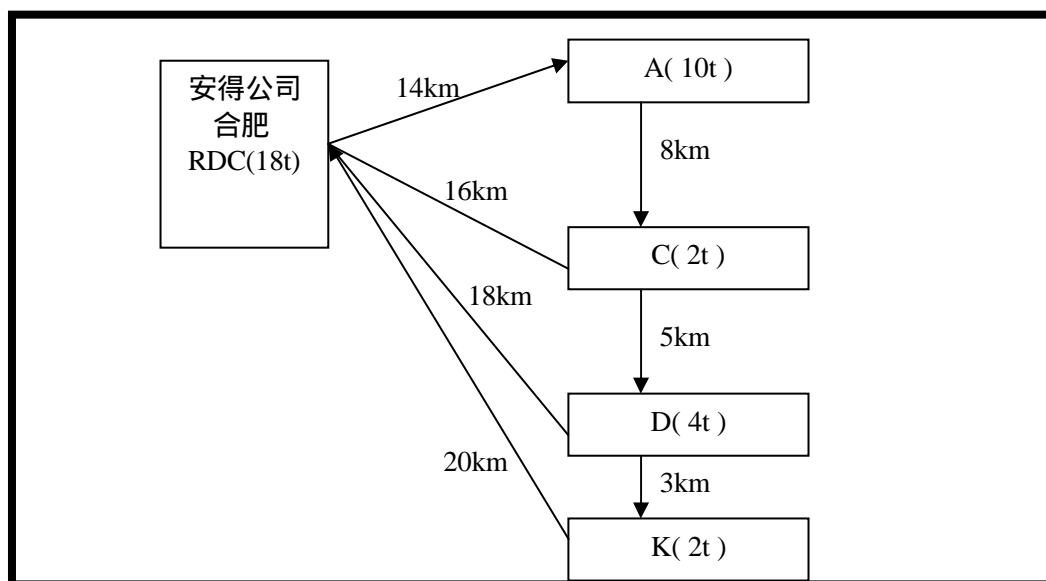 安得公司
合肥
RDC(18t)
14km
A( 10t )
8km
16km
C( 2t )
18km
5km
D( 4t )
20km
3km
K( 2t )